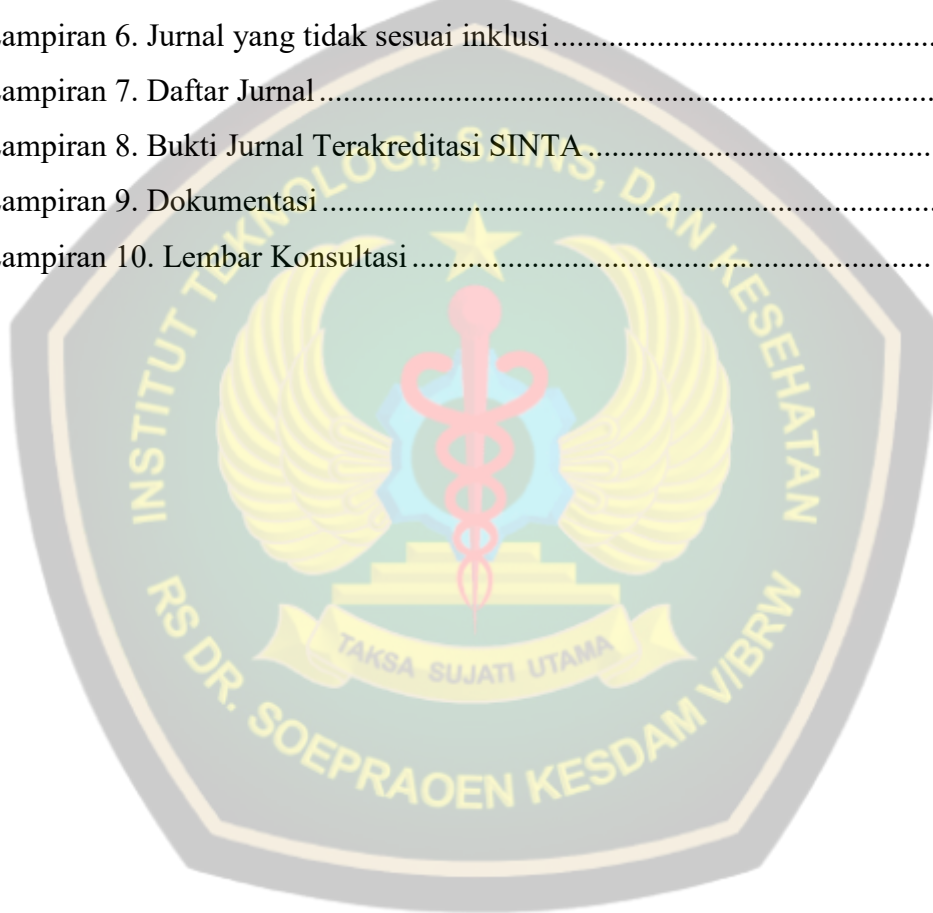 ampiran 6. Jurnal yang tidak sesuai inklusi........................................
ampiran 7. Daftar Jurnal................................................................
ampiran 8. Bukti Jurnal Terakreditasi SINTA....................................
ampiran 9. Dokumentasi................................................................
ampiran 10. Lembar Konsultasi......................................................
INSTITUT TEKNOLOGI, SAINS, DAN KESEHATAN
TAKSA SUJATI UTAMA
RS DR. SOEPRAOEN KESDAM V/BRW